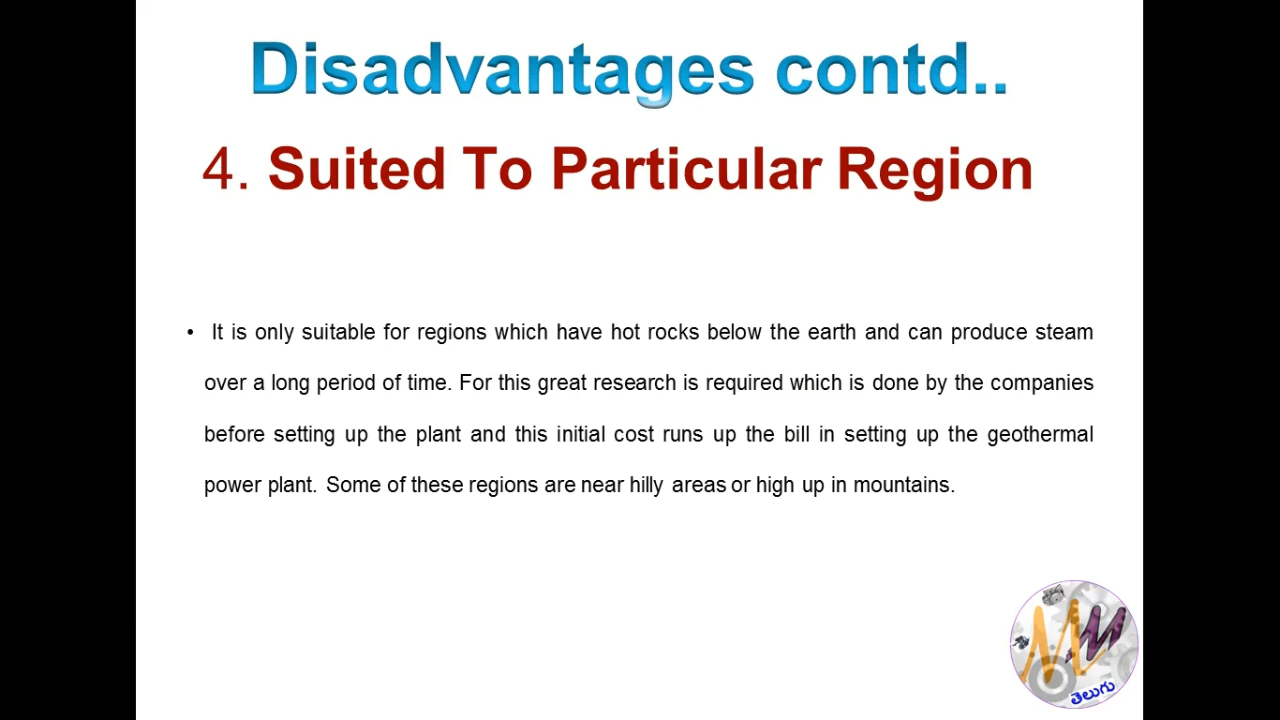 Disadvantages contd..
4. Suited To Particular Region
• It is only suitable for regions which have hot rocks below the earth and can produce steam
over a long period of time. For this great research is required which is done by the companies
before setting up the plant and this initial cost runs up the bill in setting up the geothermal
power plant. Some of these regions are near hilly areas or high up in mountains.
MM
తెలుగు